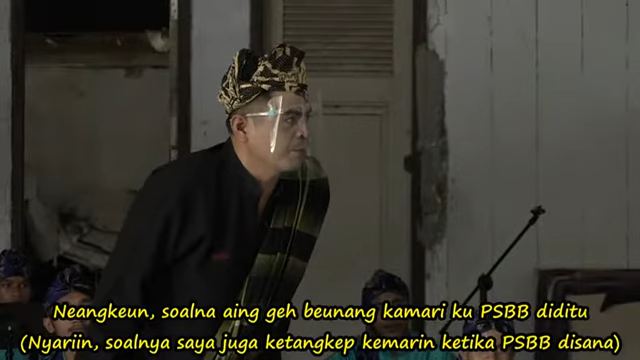 Neangkeun, soalna aing geh beunang kamari ku PSBB diditu
(Nyariin, soalnya saya juga ketangkep kemarin ketika PSBB disana)